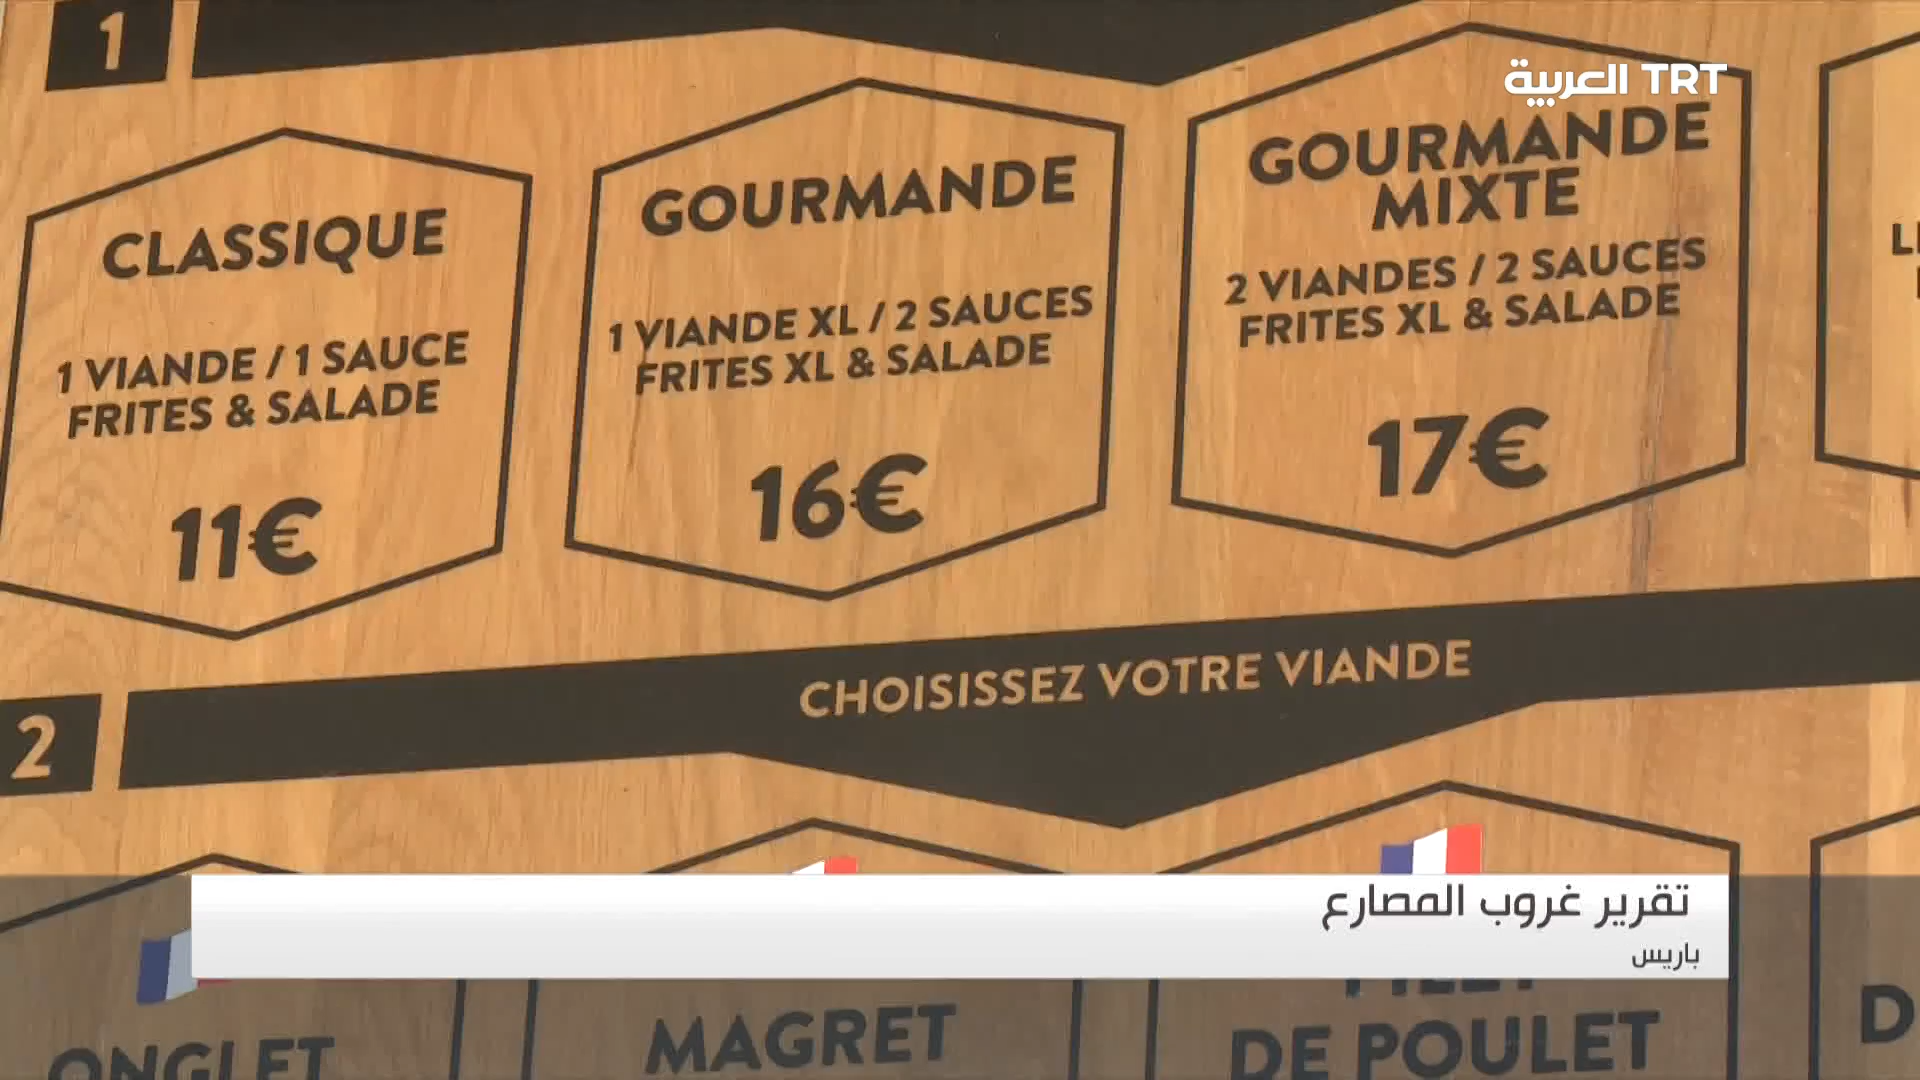 1
TRT العربية
CLASSIQUE
1 VIANDE / 1 SAUCE
FRITES & SALADE
11€
GOURMANDE
1 VIANDE XL / 2 SAUCES
FRITES XL & SALADE
16€
GOURMANDE
MIXTE
2 VIANDES / 2 SAUCES
FRITES XL & SALADE
17€
2
CHOISISSEZ VOTRE VIANDE
تقرير غروب المصارع
باريس
ONGLET
MAGRET
DE POULET